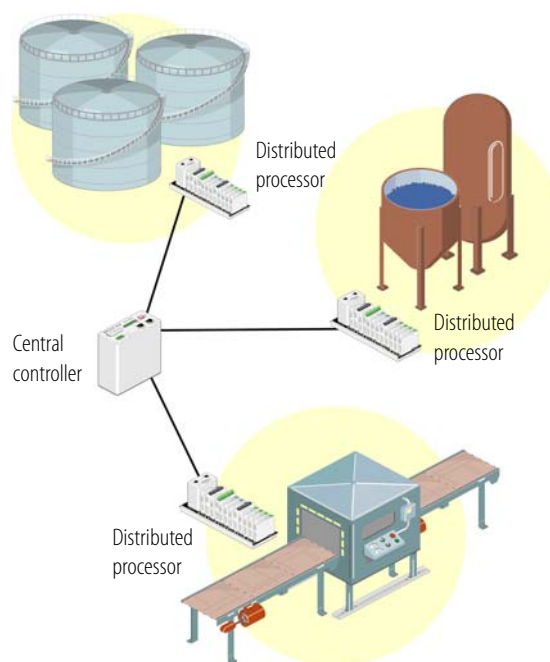 Distributed
processor
Distributed
processor
Central
controller
Distributed
processor